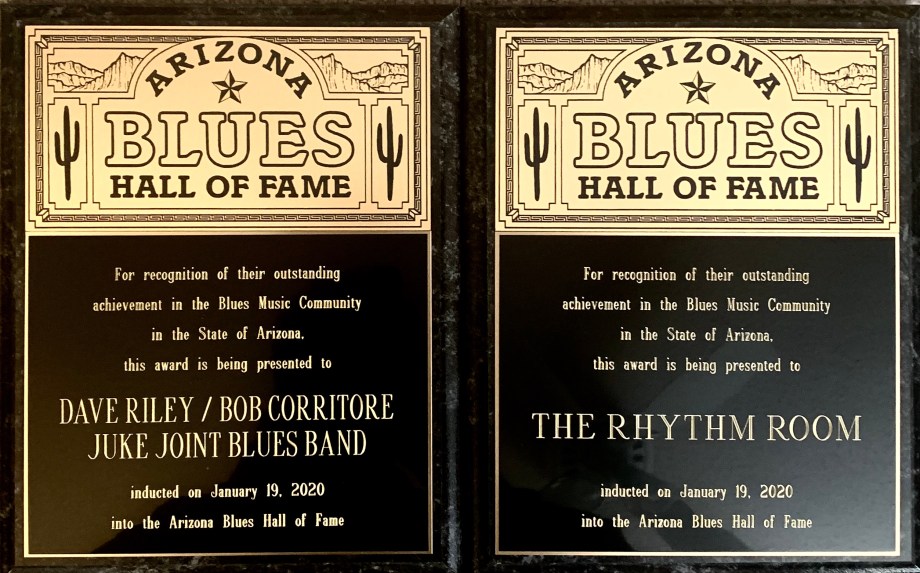 ARIZONA
BLUES
HALL OF FAME
For recognition of their outstanding
achievement in the Blues Music Community
in the State of Arizona,
this award is being presented to
DAVE RILEY / BOB CORRITORE
JUKE JOINT BLUES BAND
inducted on January 19, 2020
into the Arizona Blues Hall of Fame
ARIZONA
BLUES
HALL OF FAME
For recognition of their outstanding
achievement in the Blues Music Community
in the State of Arizona,
this award is being presented to
THE RHYTHM ROOM
inducted on January 19, 2020
into the Arizona Blues Hall of Fame